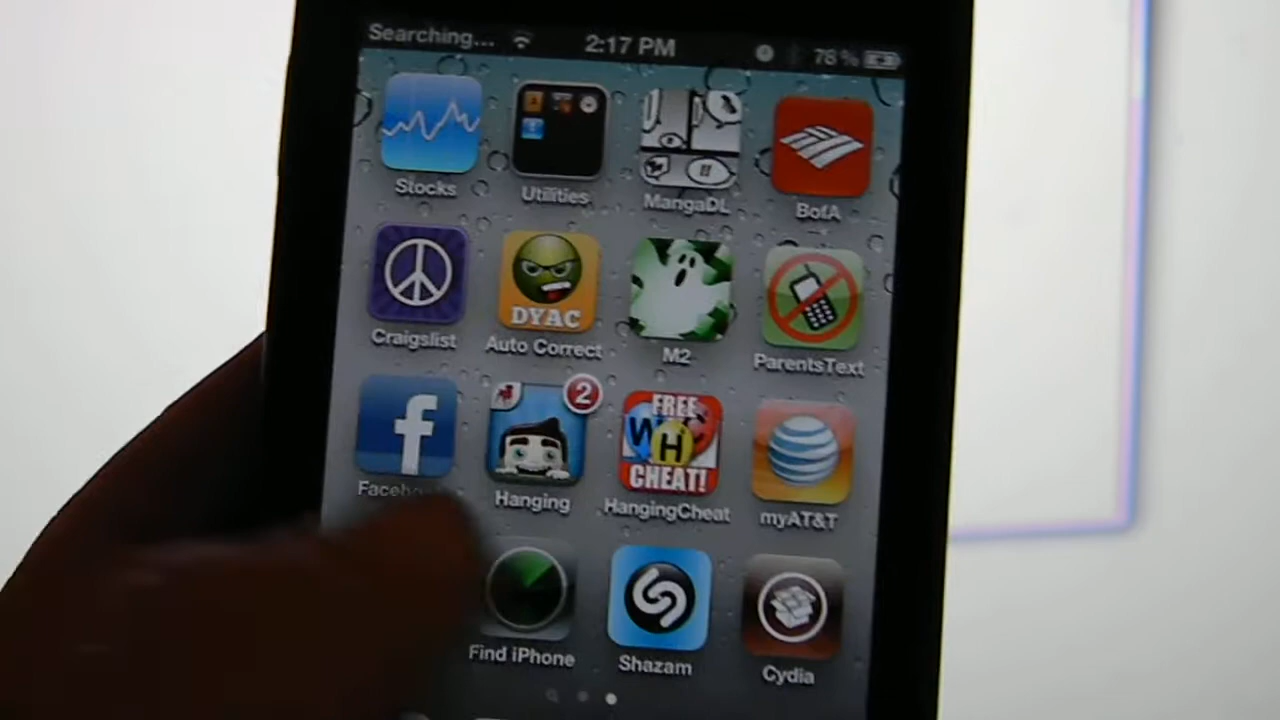 Searching... 2:17 PM 78%
Stocks Utilities MangaDL BofA
DYAC
Craigslist Auto Correct M2 ParentsText
2
FREE
W H C
CHEAT!
Hanging HangingCheat myAT&T
Find iPhone Shazam Cydia